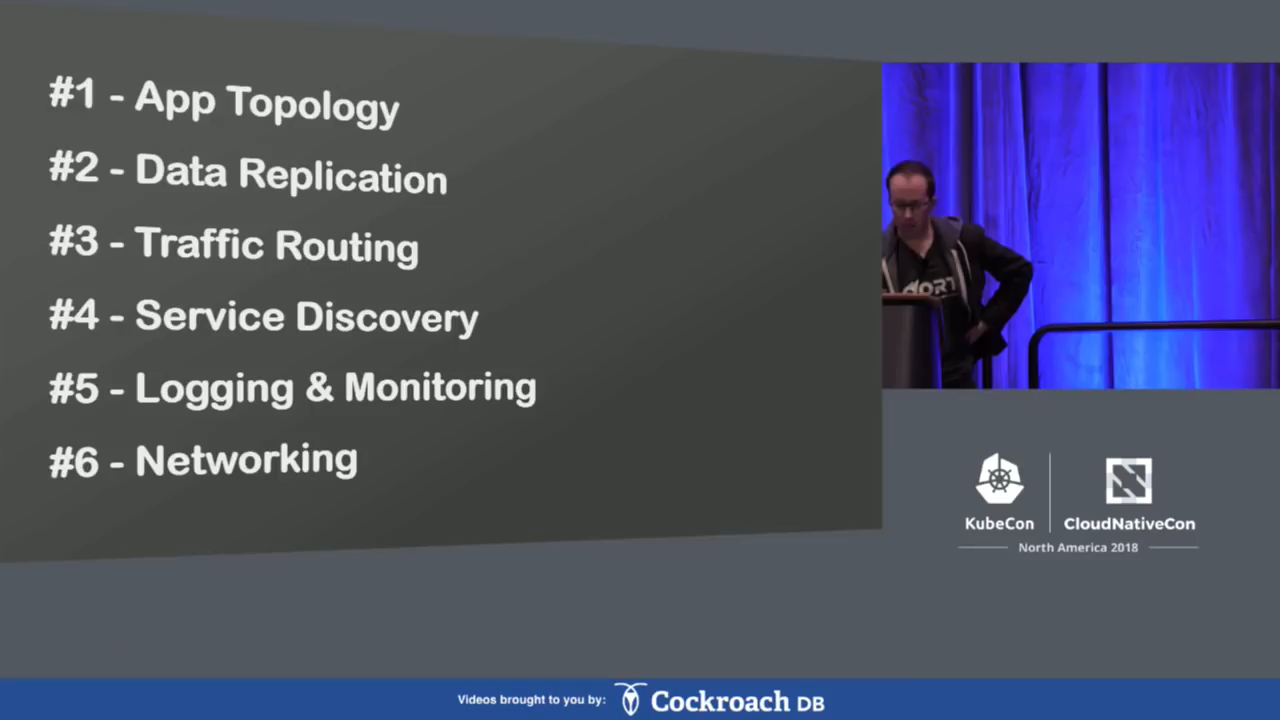 #1 - App Topology
#2 - Data Replication
#3 - Traffic Routing
#4 - Service Discovery
#5 - Logging & Monitoring
#6 - Networking
KubeCon
CloudNativeCon
North America 2018
Videos brought to you by:
Cockroach DB